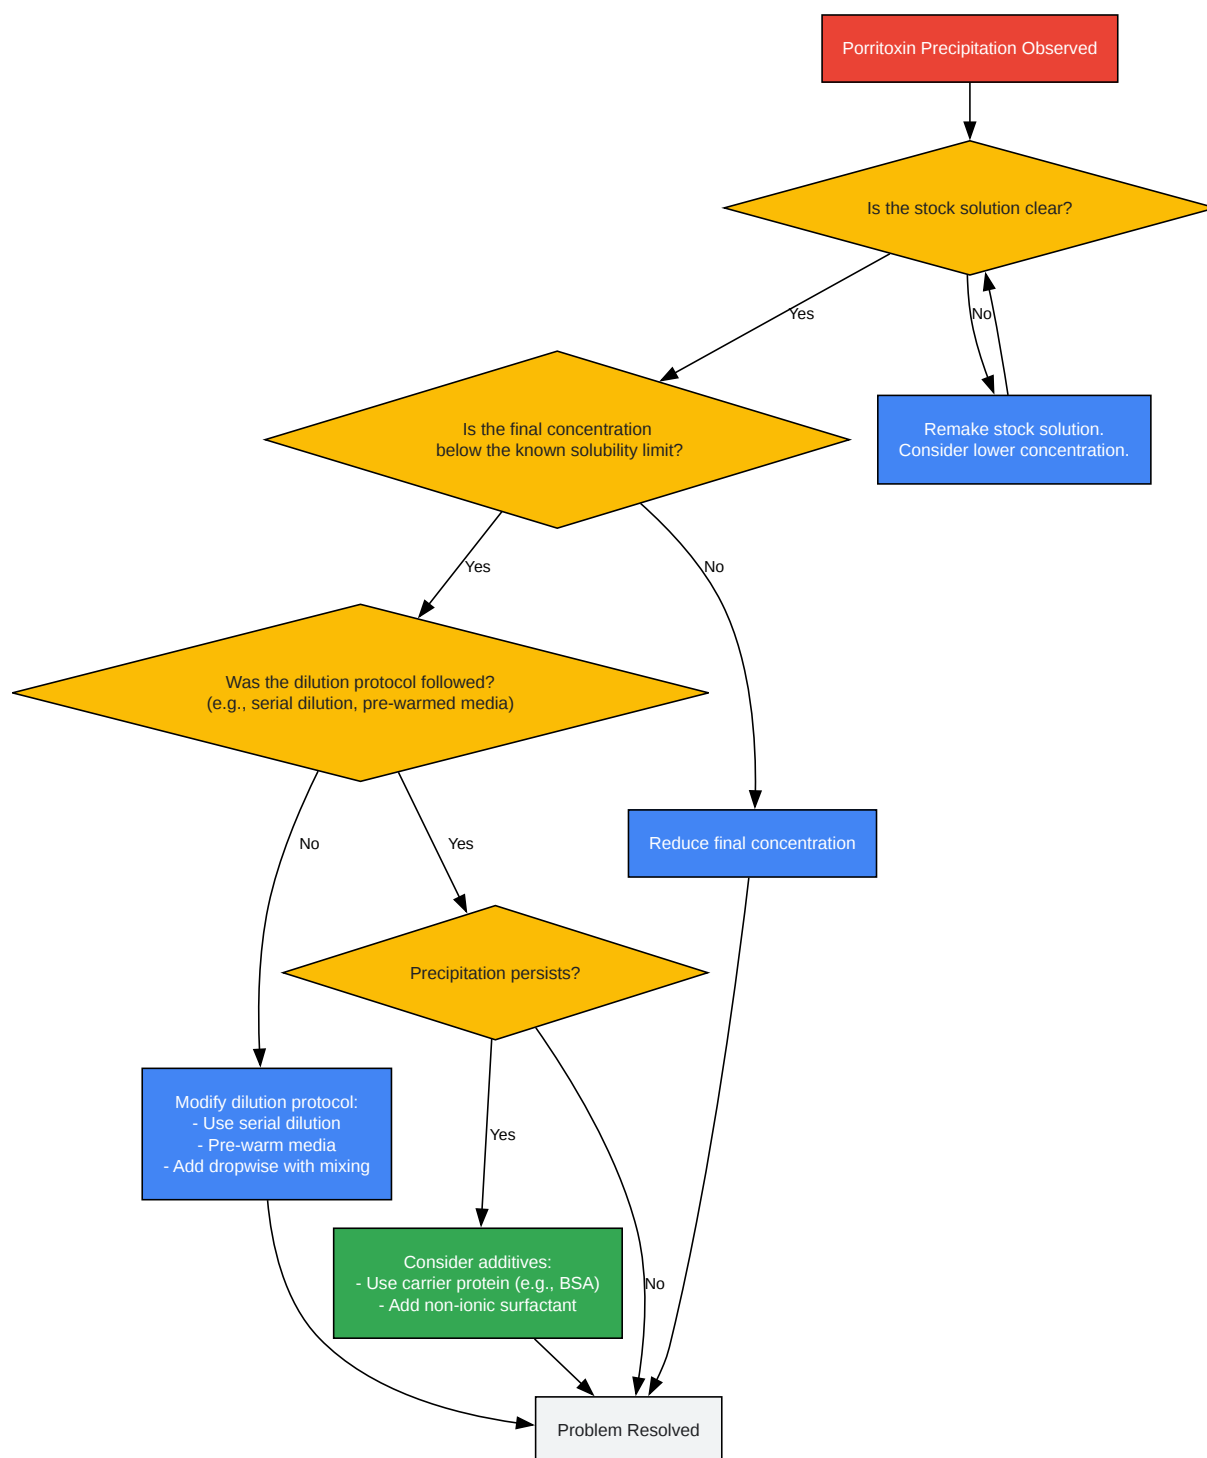 Porritoxin Precipitation Observed
Is the stock solution clear?
Yes
No
Is the final concentration
below the known solubility limit?
Remake stock solution.
Consider lower concentration.
Yes
No
Was the dilution protocol followed?
(e.g., serial dilution, pre-warmed media)
No
Yes
Reduce final concentration
Precipitation persists?
Modify dilution protocol:
- Use serial dilution
- Pre-warm media
- Add dropwise with mixing
Yes
Consider additives:
- Use carrier protein (e.g., BSA)
- Add non-ionic surfactant
No
Problem Resolved